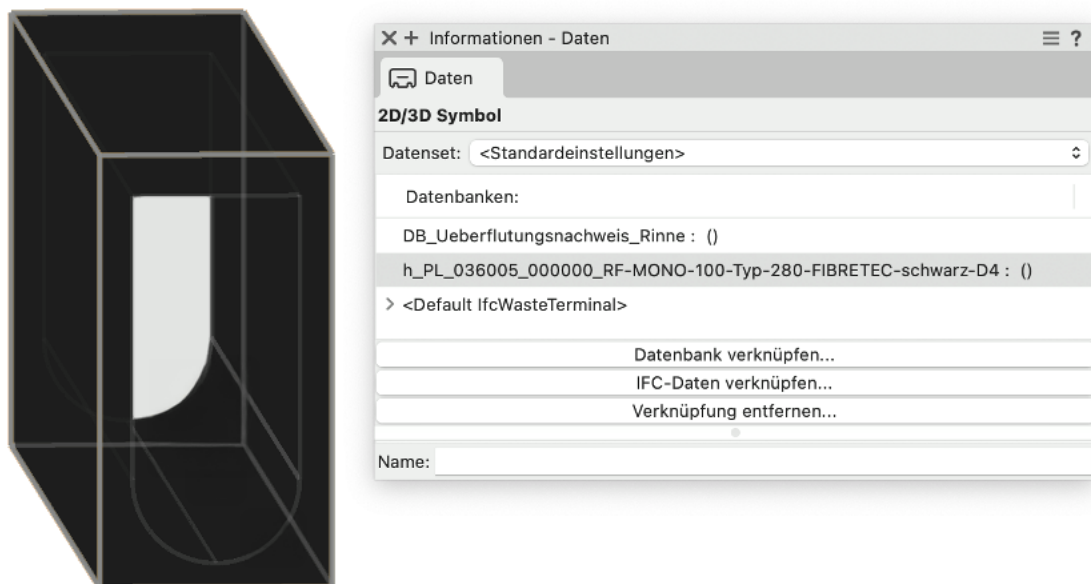 Informationen - Daten
?
Daten
2D/3D Symbol
Datenset: <Standardeinstellungen>
Datenbanken:
DB_Ueberflutungsnachweis_Rinne : ()
h_PL_036005_000000_RF-MONO-100-Typ-280-FIBRETEC-schwarz-D4 : ()
<Default IfcWasteTerminal>
Datenbank verknüpfen...
IFC-Daten verknüpfen...
Verknüpfung entfernen...
Name: